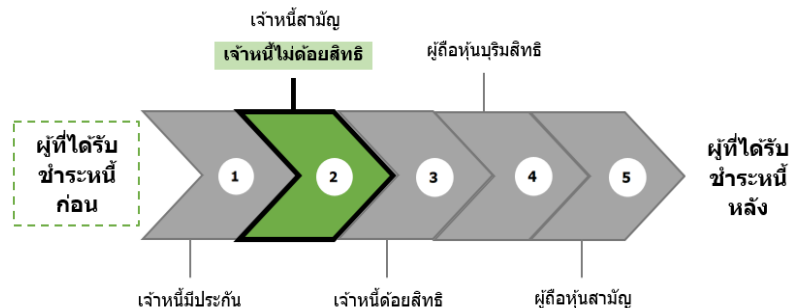 เจ้าหนี้สามัญ
เจ้าหนี้ไม่ด้อยสิทธิ
ผู้ถือหุ้นบุริมสิทธิ
ผู้ที่ได้รับ
ชำระหนี้
ก่อน
1
2
3
4
5
ผู้ที่ได้รับ
ชำระหนี้
หลัง
เจ้าหนี้มีประกัน
เจ้าหนี้ด้อยสิทธิ
ผู้ถือหุ้นสามัญ